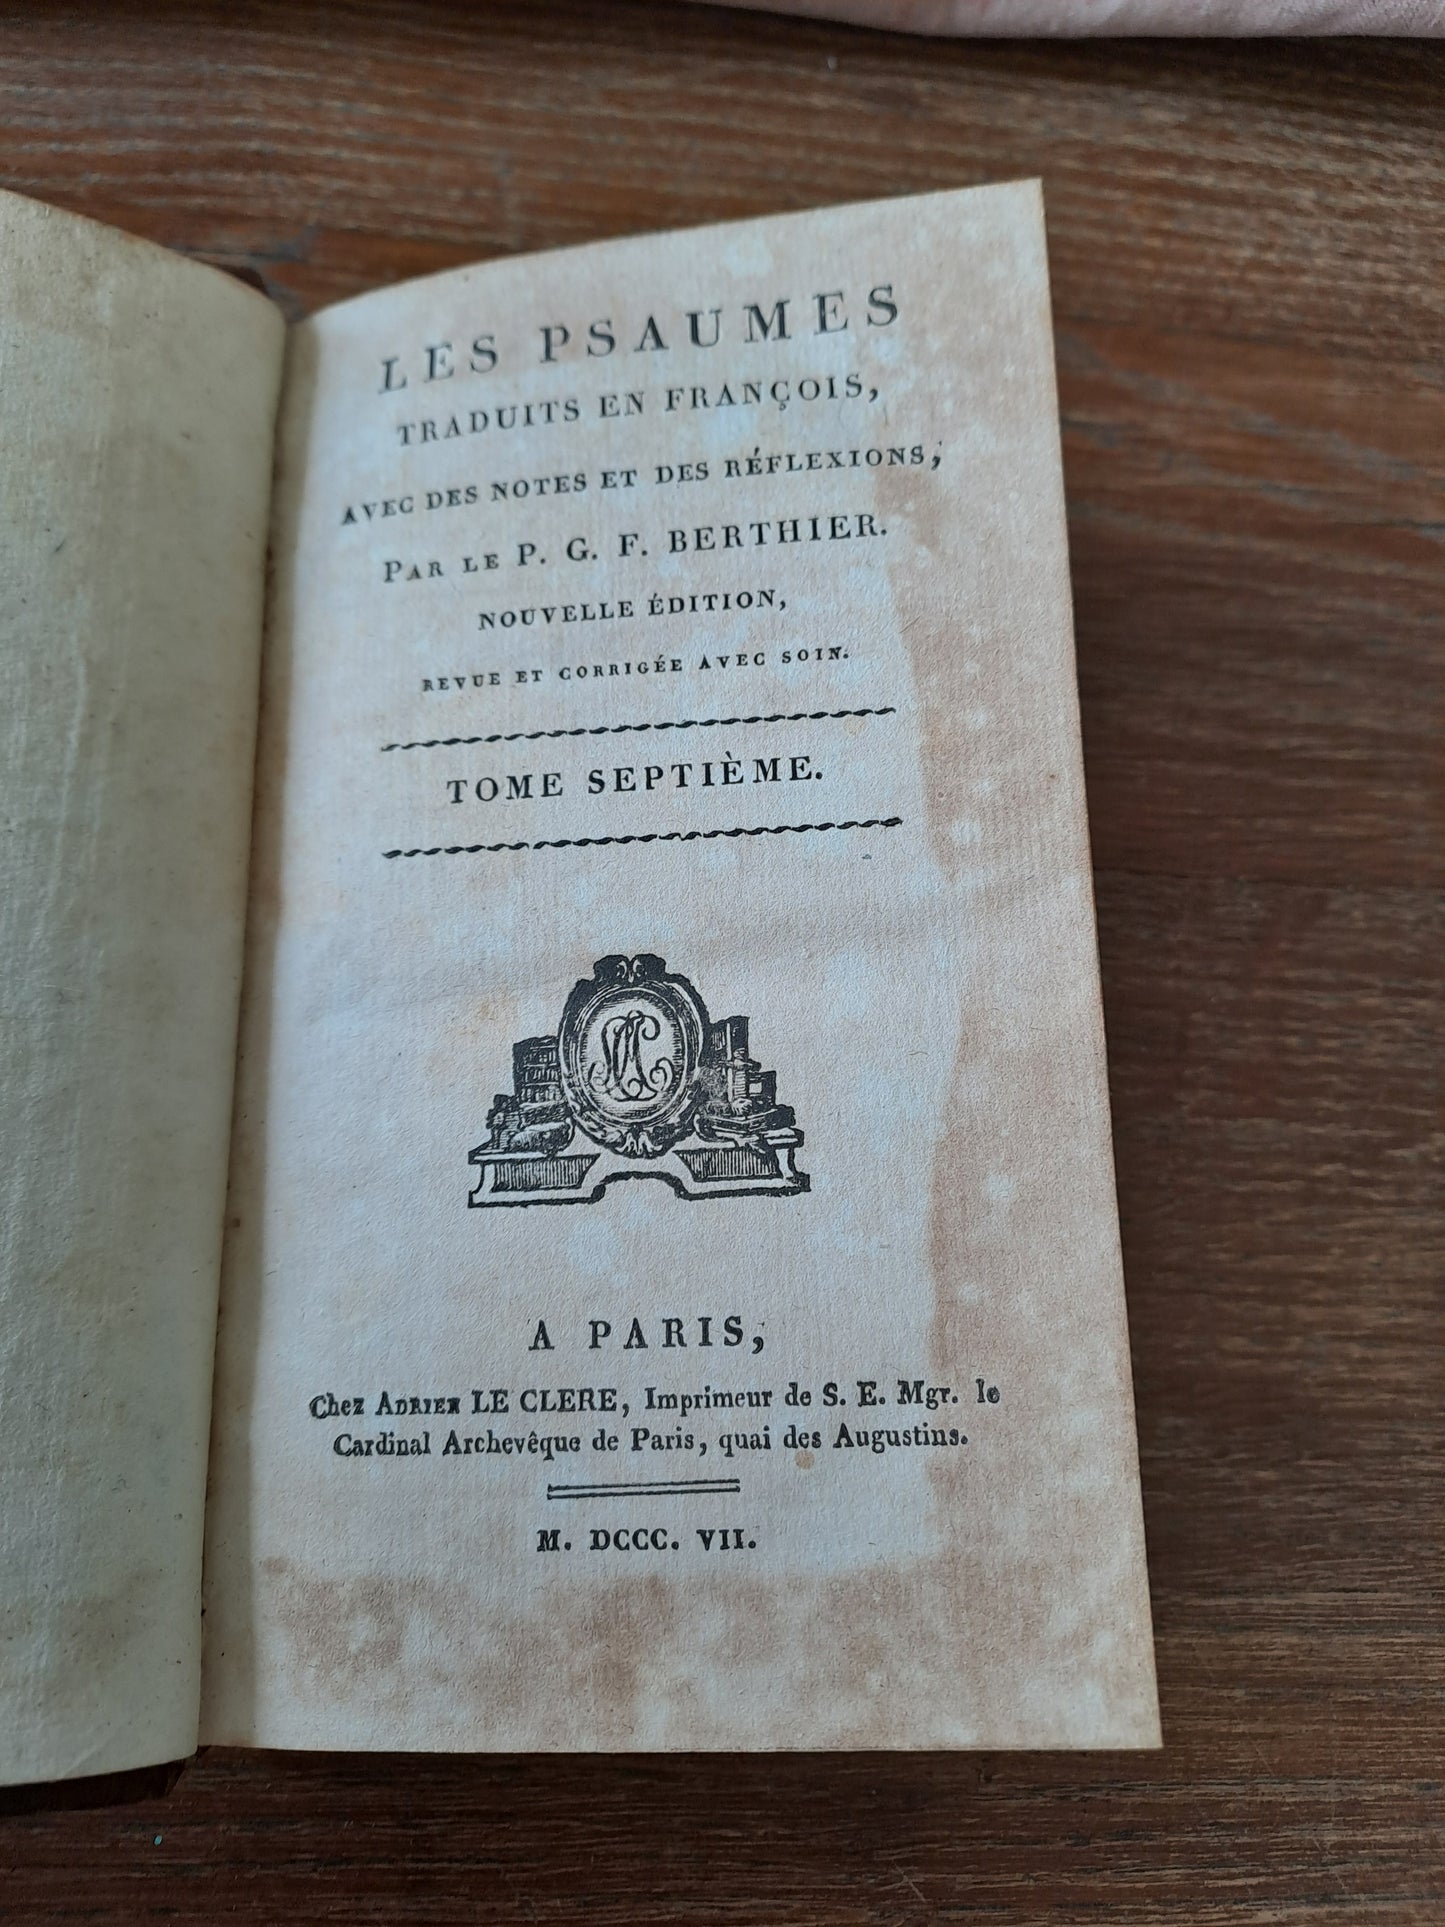 LES PSAUMES
TRADUITS EN FRANÇOIS,
AVEC DES NOTES ET DES RÉFLEXIONS;
PAR LE P. G. F. BERTHIER.
NOUVELLE ÉDITION,
REVUE ET CORRIGÉE AVEC SOIN.
TOME SEPTIÈME.
A PARIS,
Chez ADRIEN LE CLERE, Imprimeur de S. E. Mgr. le
Cardinal Archevêque de Paris, quai des Augustins.
M. DCCC. VII.